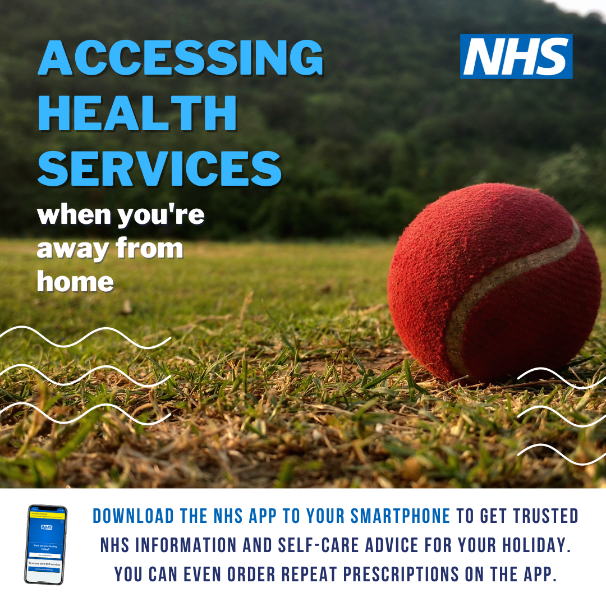 ACCESSING
HEALTH
SERVICES
when you're
away from
home
NHS
DOWNLOAD THE NHS APP TO YOUR SMARTPHONE TO GET TRUSTED
NHS INFORMATION AND SELF-CARE ADVICE FOR YOUR HOLIDAY.
YOU CAN EVEN ORDER REPEAT PRESCRIPTIONS ON THE APP.
NHS